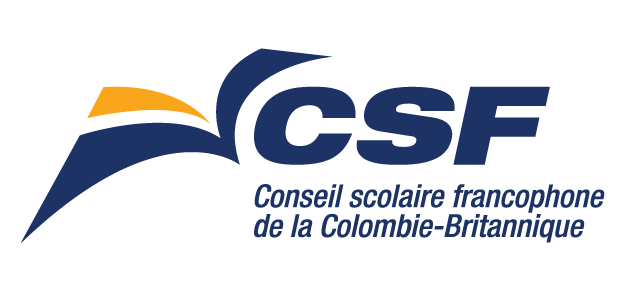 CSF
Conseil scolaire francophone
de la Colombie-Britannique